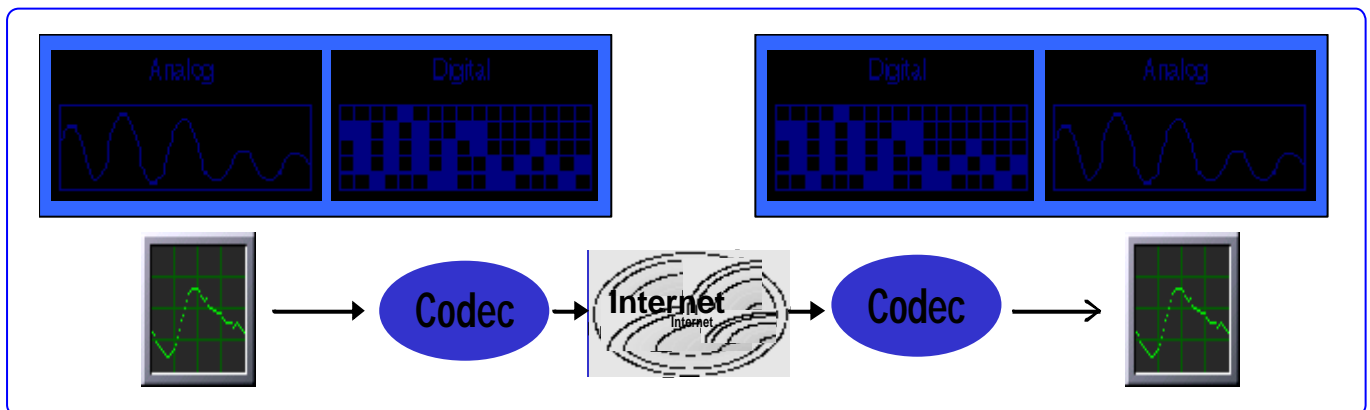 Analog
Digital
Digital
Analog
Codec
Internet
Internet
Codec